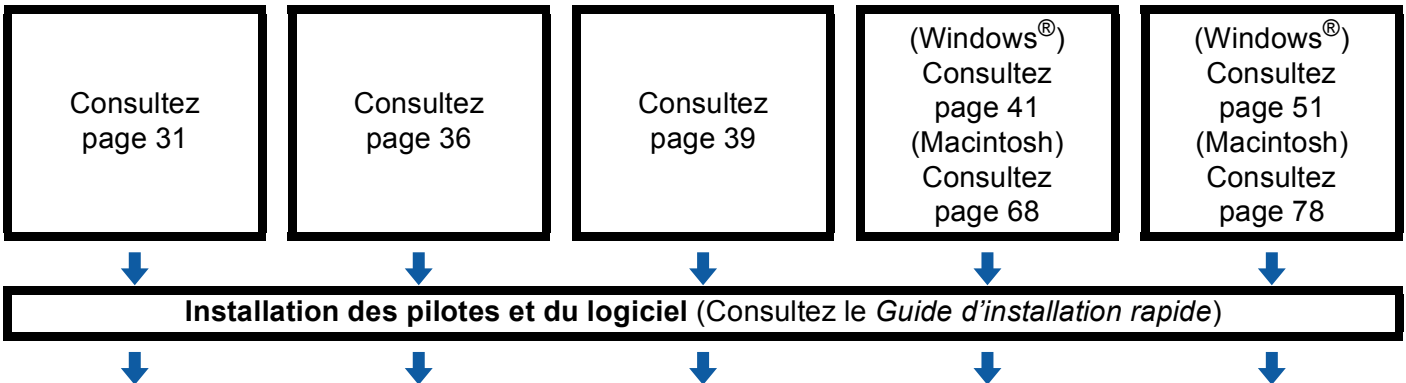 Consultez
page 31
Consultez
page 36
Consultez
page 39
(Windows®)
Consultez
page 41
(Macintosh)
Consultez
page 68
(Windows®)
Consultez
page 51
(Macintosh)
Consultez
page 78
Installation des pilotes et du logiciel (Consultez le Guide d’installation rapide)